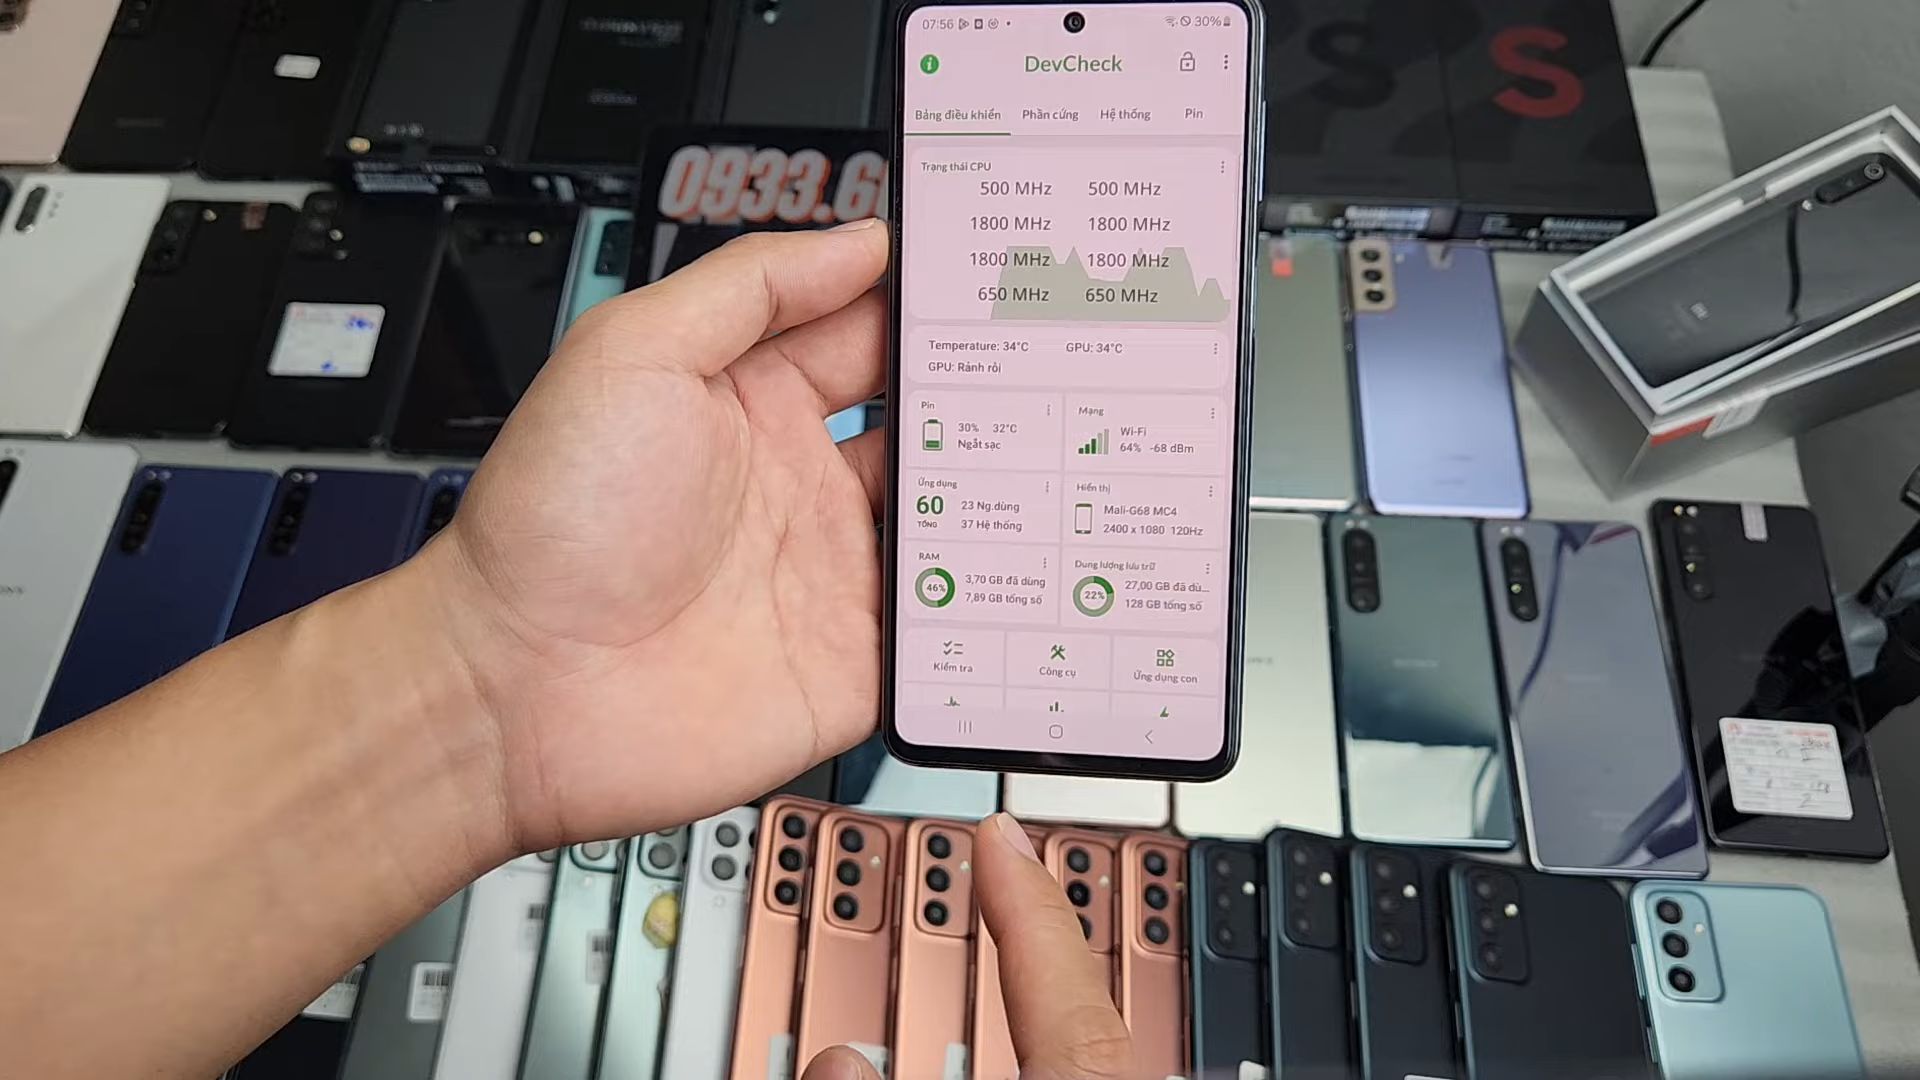 07:56
30%
DevCheck
Bảng điều khiển
Phần cứng
Hệ thống
Pin
Trạng thái CPU
500 MHz 500 MHz
1800 MHz 1800 MHz
1800 MHz 1800 MHz
650 MHz 650 MHz
Temperature: 34°C GPU: 34°C
GPU: Rảnh rỗi
Pin
30% 32°C
Ngắt sạc
Mạng
Wi-Fi
64% -68 dBm
Ứng dụng
60
TỔNG
23 Ng.dùng
37 Hệ thống
Hiển thị
Mali-G68 MC4
2400 x 1080 120Hz
RAM
46%
3,70 GB đã dùng
7,89 GB tổng số
Dung lượng lưu trữ
22%
27,00 GB đã dù...
128 GB tổng số
Kiểm tra
Công cụ
Ứng dụng con
0933.6
S
S